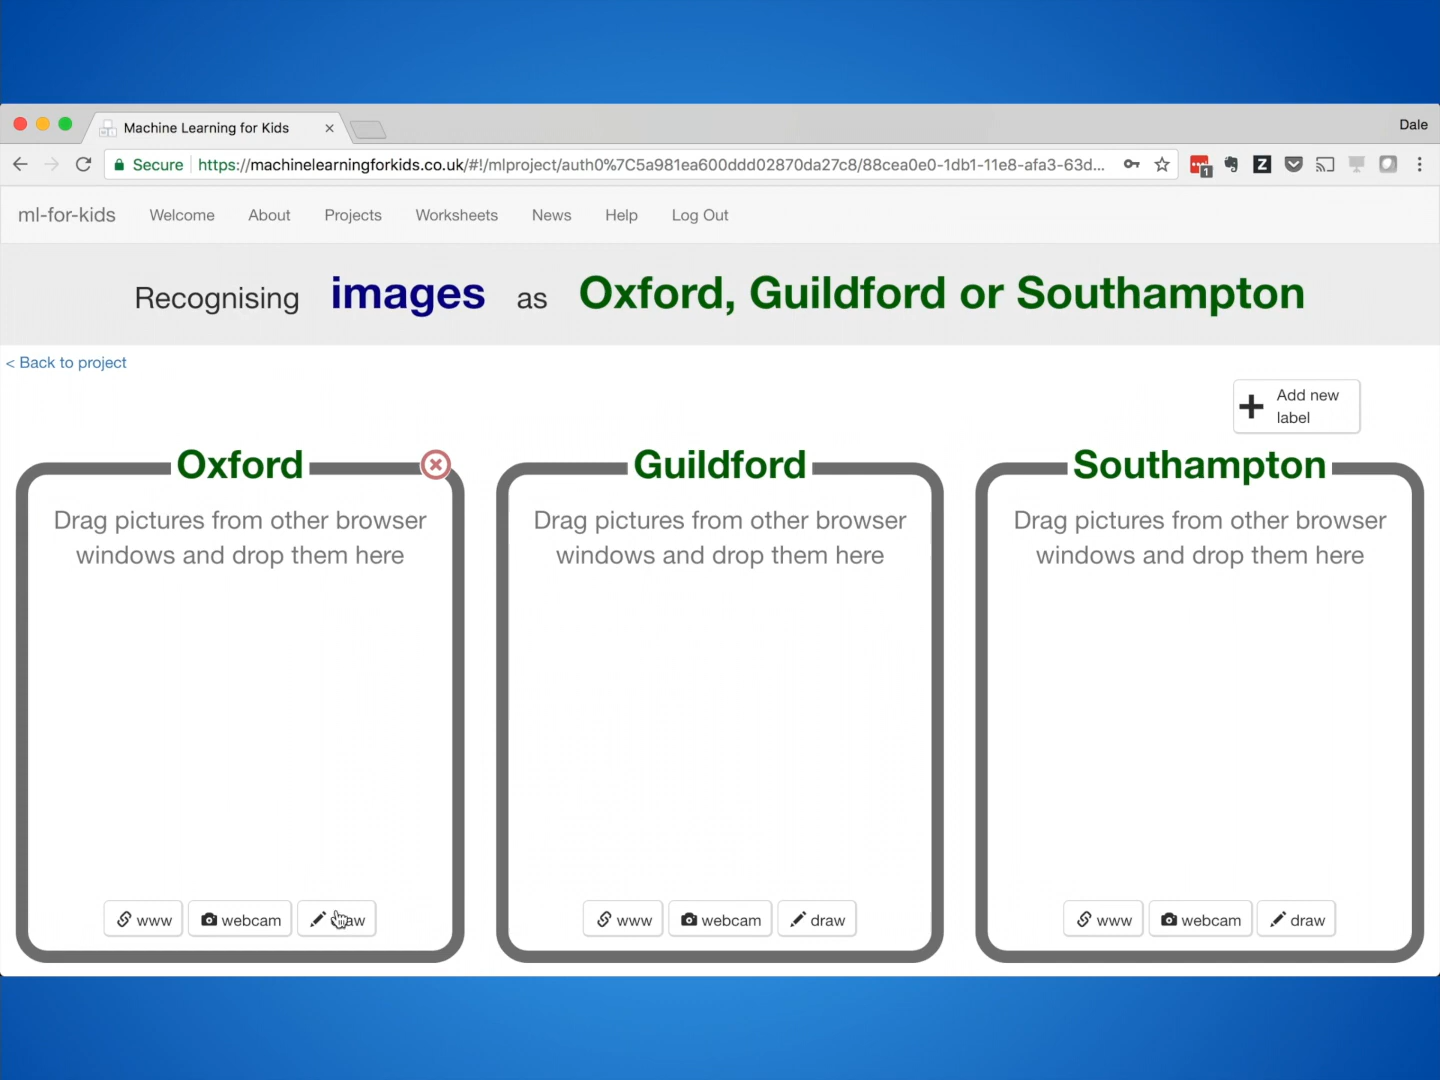 Machine Learning for Kids
Dale
Secure https://machinelearningforkids.co.uk/#!/mlproject/auth0%7C5a981ea600ddd02870da27c8/88cea0e0-1db1-11e8-afa3-63d...
1
Z
ml-for-kids Welcome About Projects Worksheets News Help Log Out
Recognising images as Oxford, Guildford or Southampton
< Back to project
Add new
label
Oxford
Drag pictures from other browser
windows and drop them here
www webcam draw
Guildford
Drag pictures from other browser
windows and drop them here
www webcam draw
Southampton
Drag pictures from other browser
windows and drop them here
www webcam draw